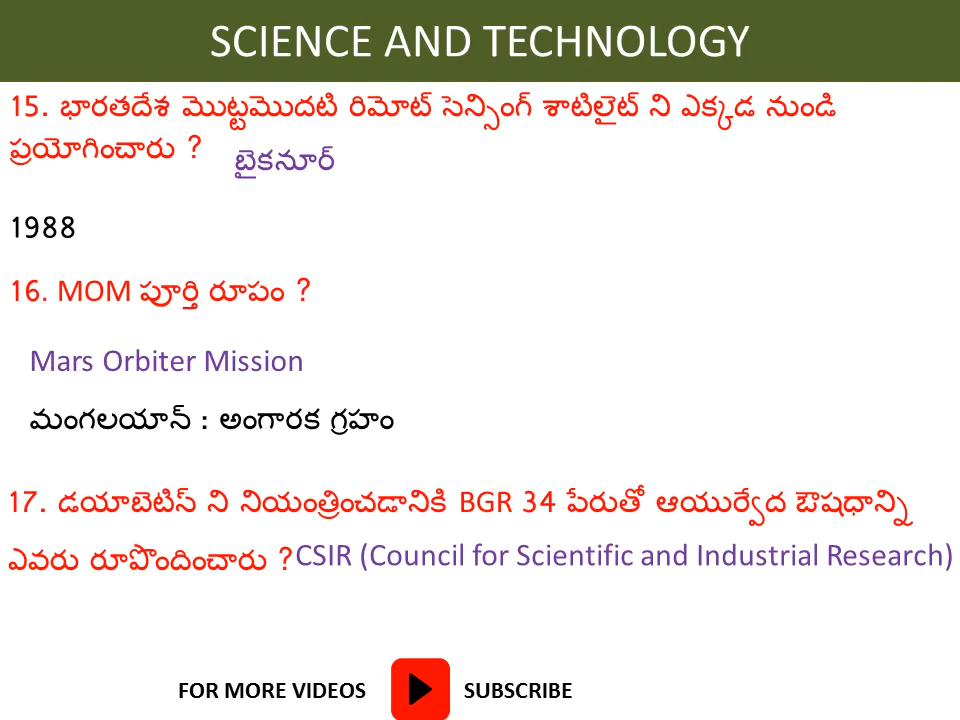 SCIENCE AND TECHNOLOGY
15. భారతదేశ మొట్టమొదటి రిమోట్ సెన్సింగ్ శాటిలైట్ ని ఎక్కడ నుండి
ప్రయోగించారు ? బైకనూర్
1988
16. MOM పూర్తి రూపం ?
Mars Orbiter Mission
మంగలయాన్ : అంగారక గ్రహం
17. డయాబెటిస్ ని నియంత్రించడానికి BGR 34 పేరుతో ఆయుర్వేద ఔషధాన్ని
ఎవరు రూపొందించారు ? CSIR (Council for Scientific and Industrial Research)
FOR MORE VIDEOS SUBSCRIBE